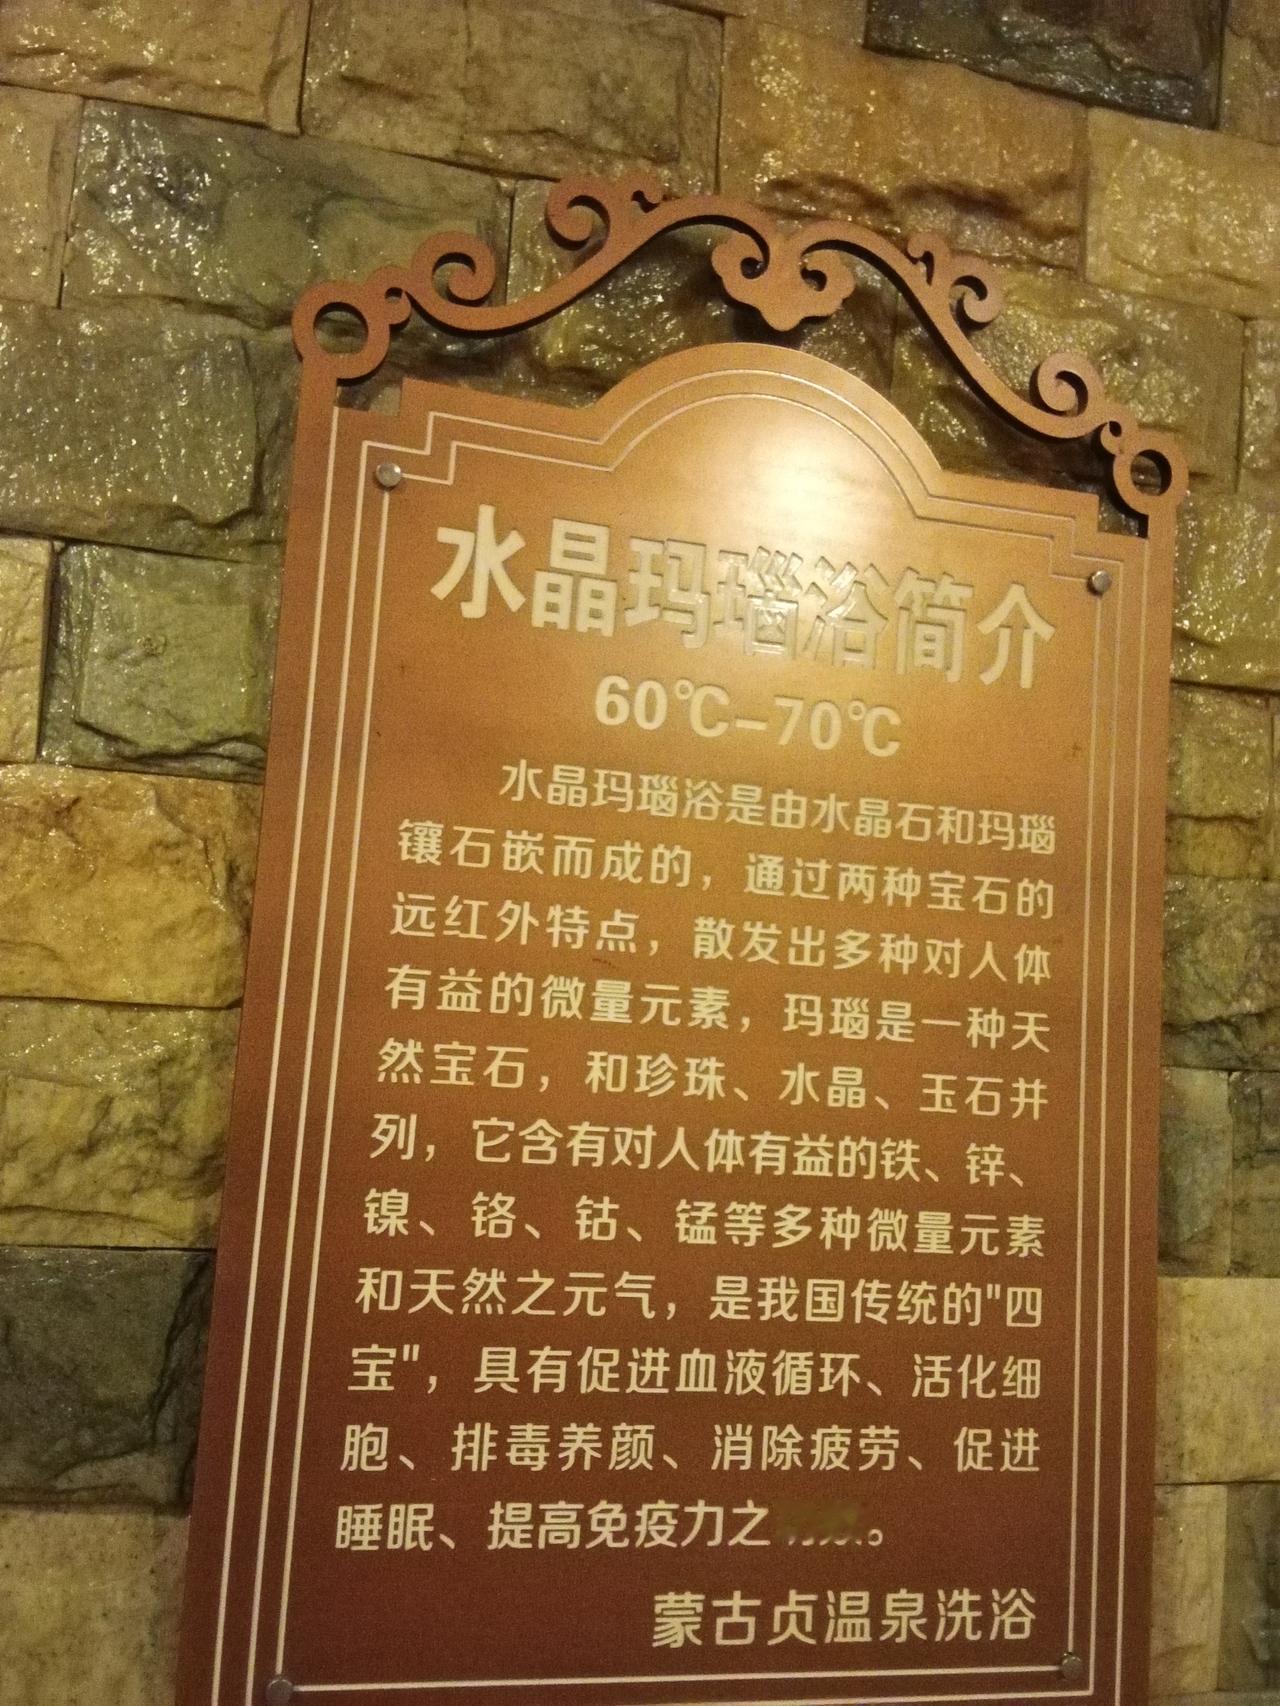 水晶玛瑙浴简介
60℃-70℃
水晶玛瑙浴是由水晶石和玛瑙
镶石嵌而成的，通过两种宝石的
远红外特点，散发出多种对人体
有益的微量元素，玛瑙是一种天
然宝石，和珍珠、水晶、玉石并
列，它含有对人体有益的铁、锌、
镍、铬、钴、锰等多种微量元素
和天然之元气，是我国传统的"四
宝"，具有促进血液循环、活化细
胞、排毒养颜、消除疲劳、促进
睡眠、提高免疫力之。
蒙古贞温泉洗浴